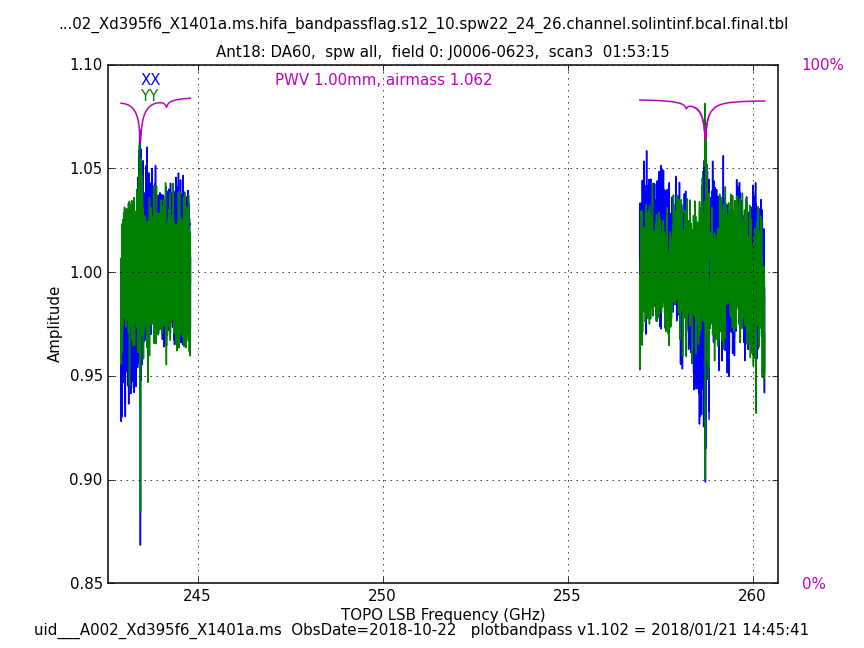 ...02_Xd395f6_X1401a.ms.hifa_bandpassflag.s12_10.spw22_24_26.channel.solintinf.bcal.final.tbl
Ant18: DA60,  spw all,  field 0: J0006-0623,  scan3  01:53:15
1.10
XX
PWV 1.00mm, airmass 1.062
100%
YY
1.05
1.00
Amplitude
0.95
0.90
0.85
0%
245
250
255
260
TOPO LSB Frequency (GHz)
uid___A002_Xd395f6_X1401a.ms  ObsDate=2018-10-22   plotbandpass v1.102 = 2018/01/21 14:45:41